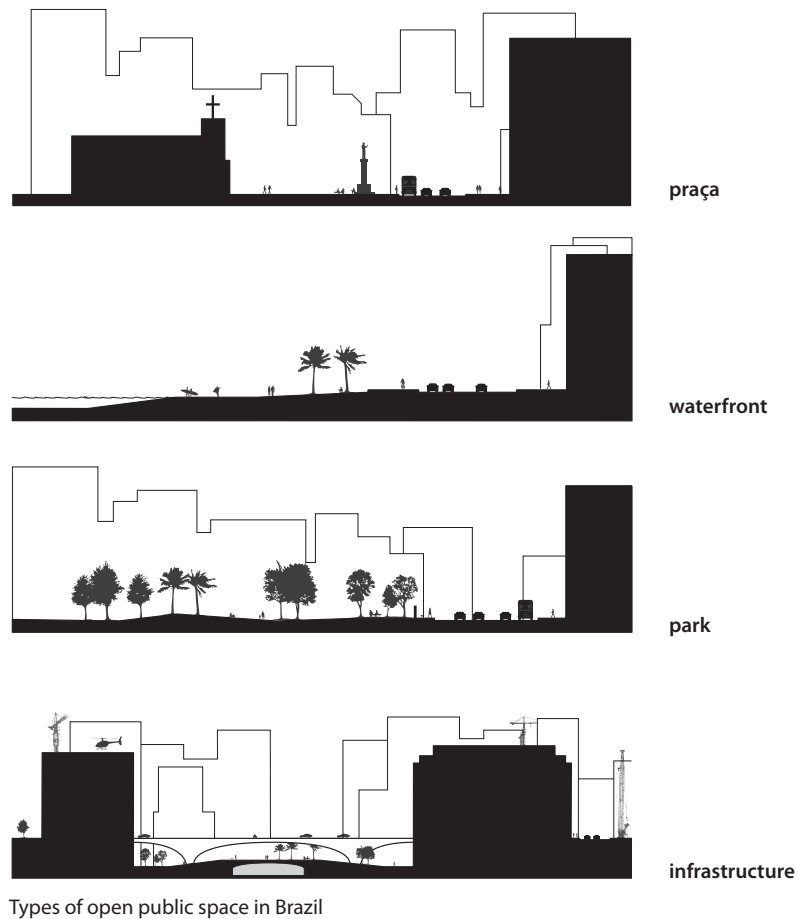 praça
waterfront
park
infrastructure
Types of open public space in Brazil